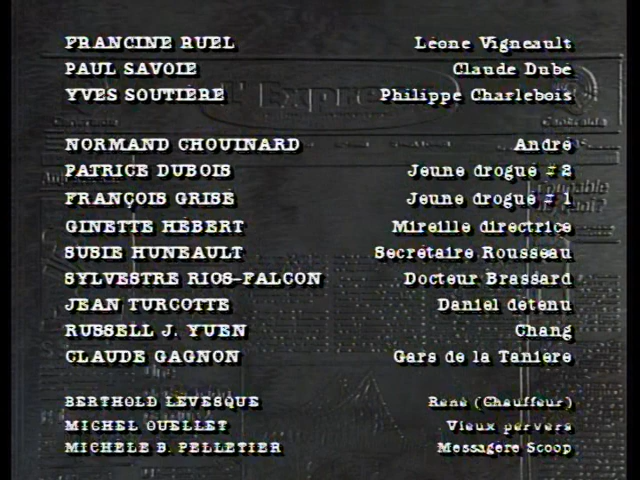 FRANCINE RUEL Léone Vigneault
PAUL SAVOIE Claude Dubé
YVES SOUTIÈRE Philippe Charlebois
L'Express
NORMAND CHOUINARD André
PATRICE DUBOIS Jeune drogué # 2
FRANÇOIS GRISÉ Jeune drogué # 1
GINETTE HÉBERT Mireille directrice
SUSIE HUNEAULT Secrétaire Rousseau
SYLVESTRE RIOS-FALCON Docteur Brassard
JEAN TURCOTTE Daniel détenu
RUSSELL J. YUEN Chang
CLAUDE GAGNON Gars de la Tanière
BERTHOLD LÉVESQUE René (Chauffeur)
MICHEL OUELLET Vieux pervers
MICHÈLE B. PELLETIER Messagère Scoop